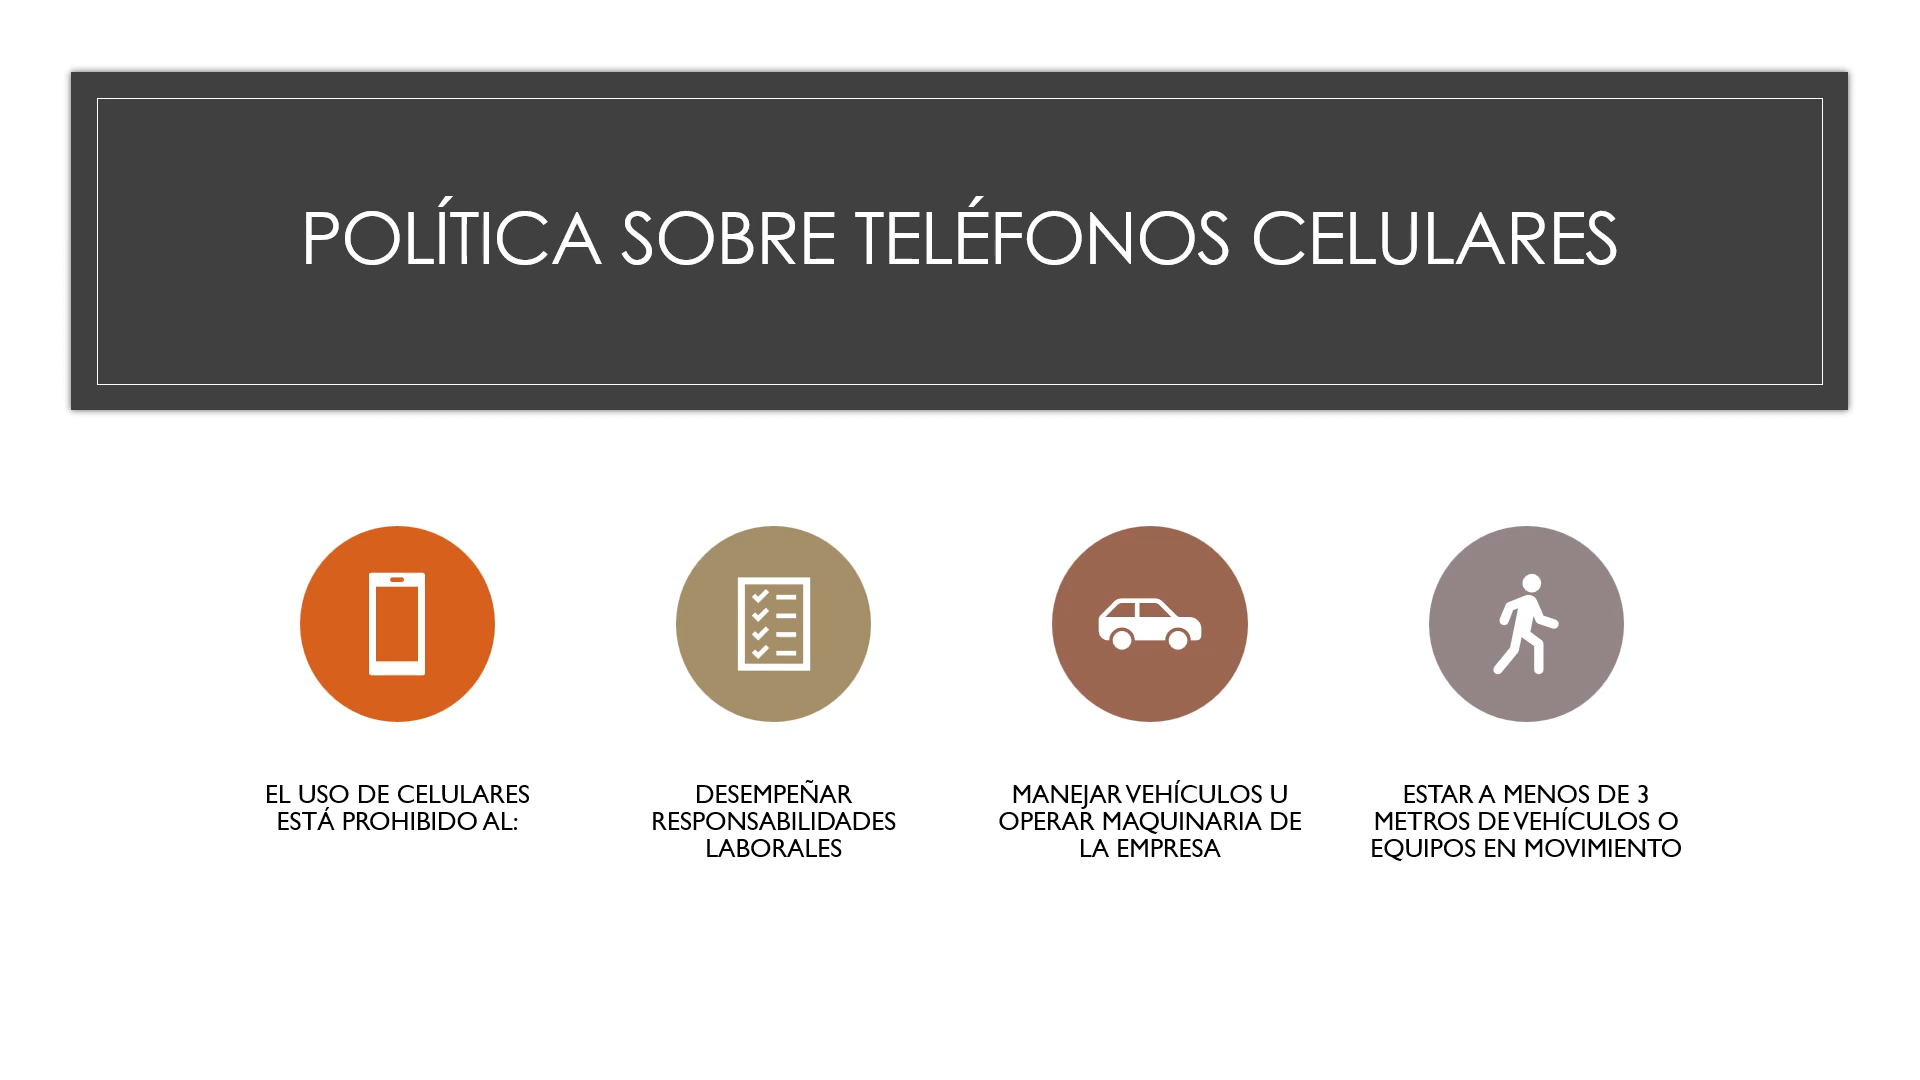 POLÍTICA SOBRE TELÉFONOS CELULARES
EL USO DE CELULARES
ESTÁ PROHIBIDO AL:
DESEMPEÑAR
RESPONSABILIDADES
LABORALES
MANEJAR VEHÍCULOS U
OPERAR MAQUINARIA DE
LA EMPRESA
ESTAR A MENOS DE 3
METROS DE VEHÍCULOS O
EQUIPOS EN MOVIMIENTO